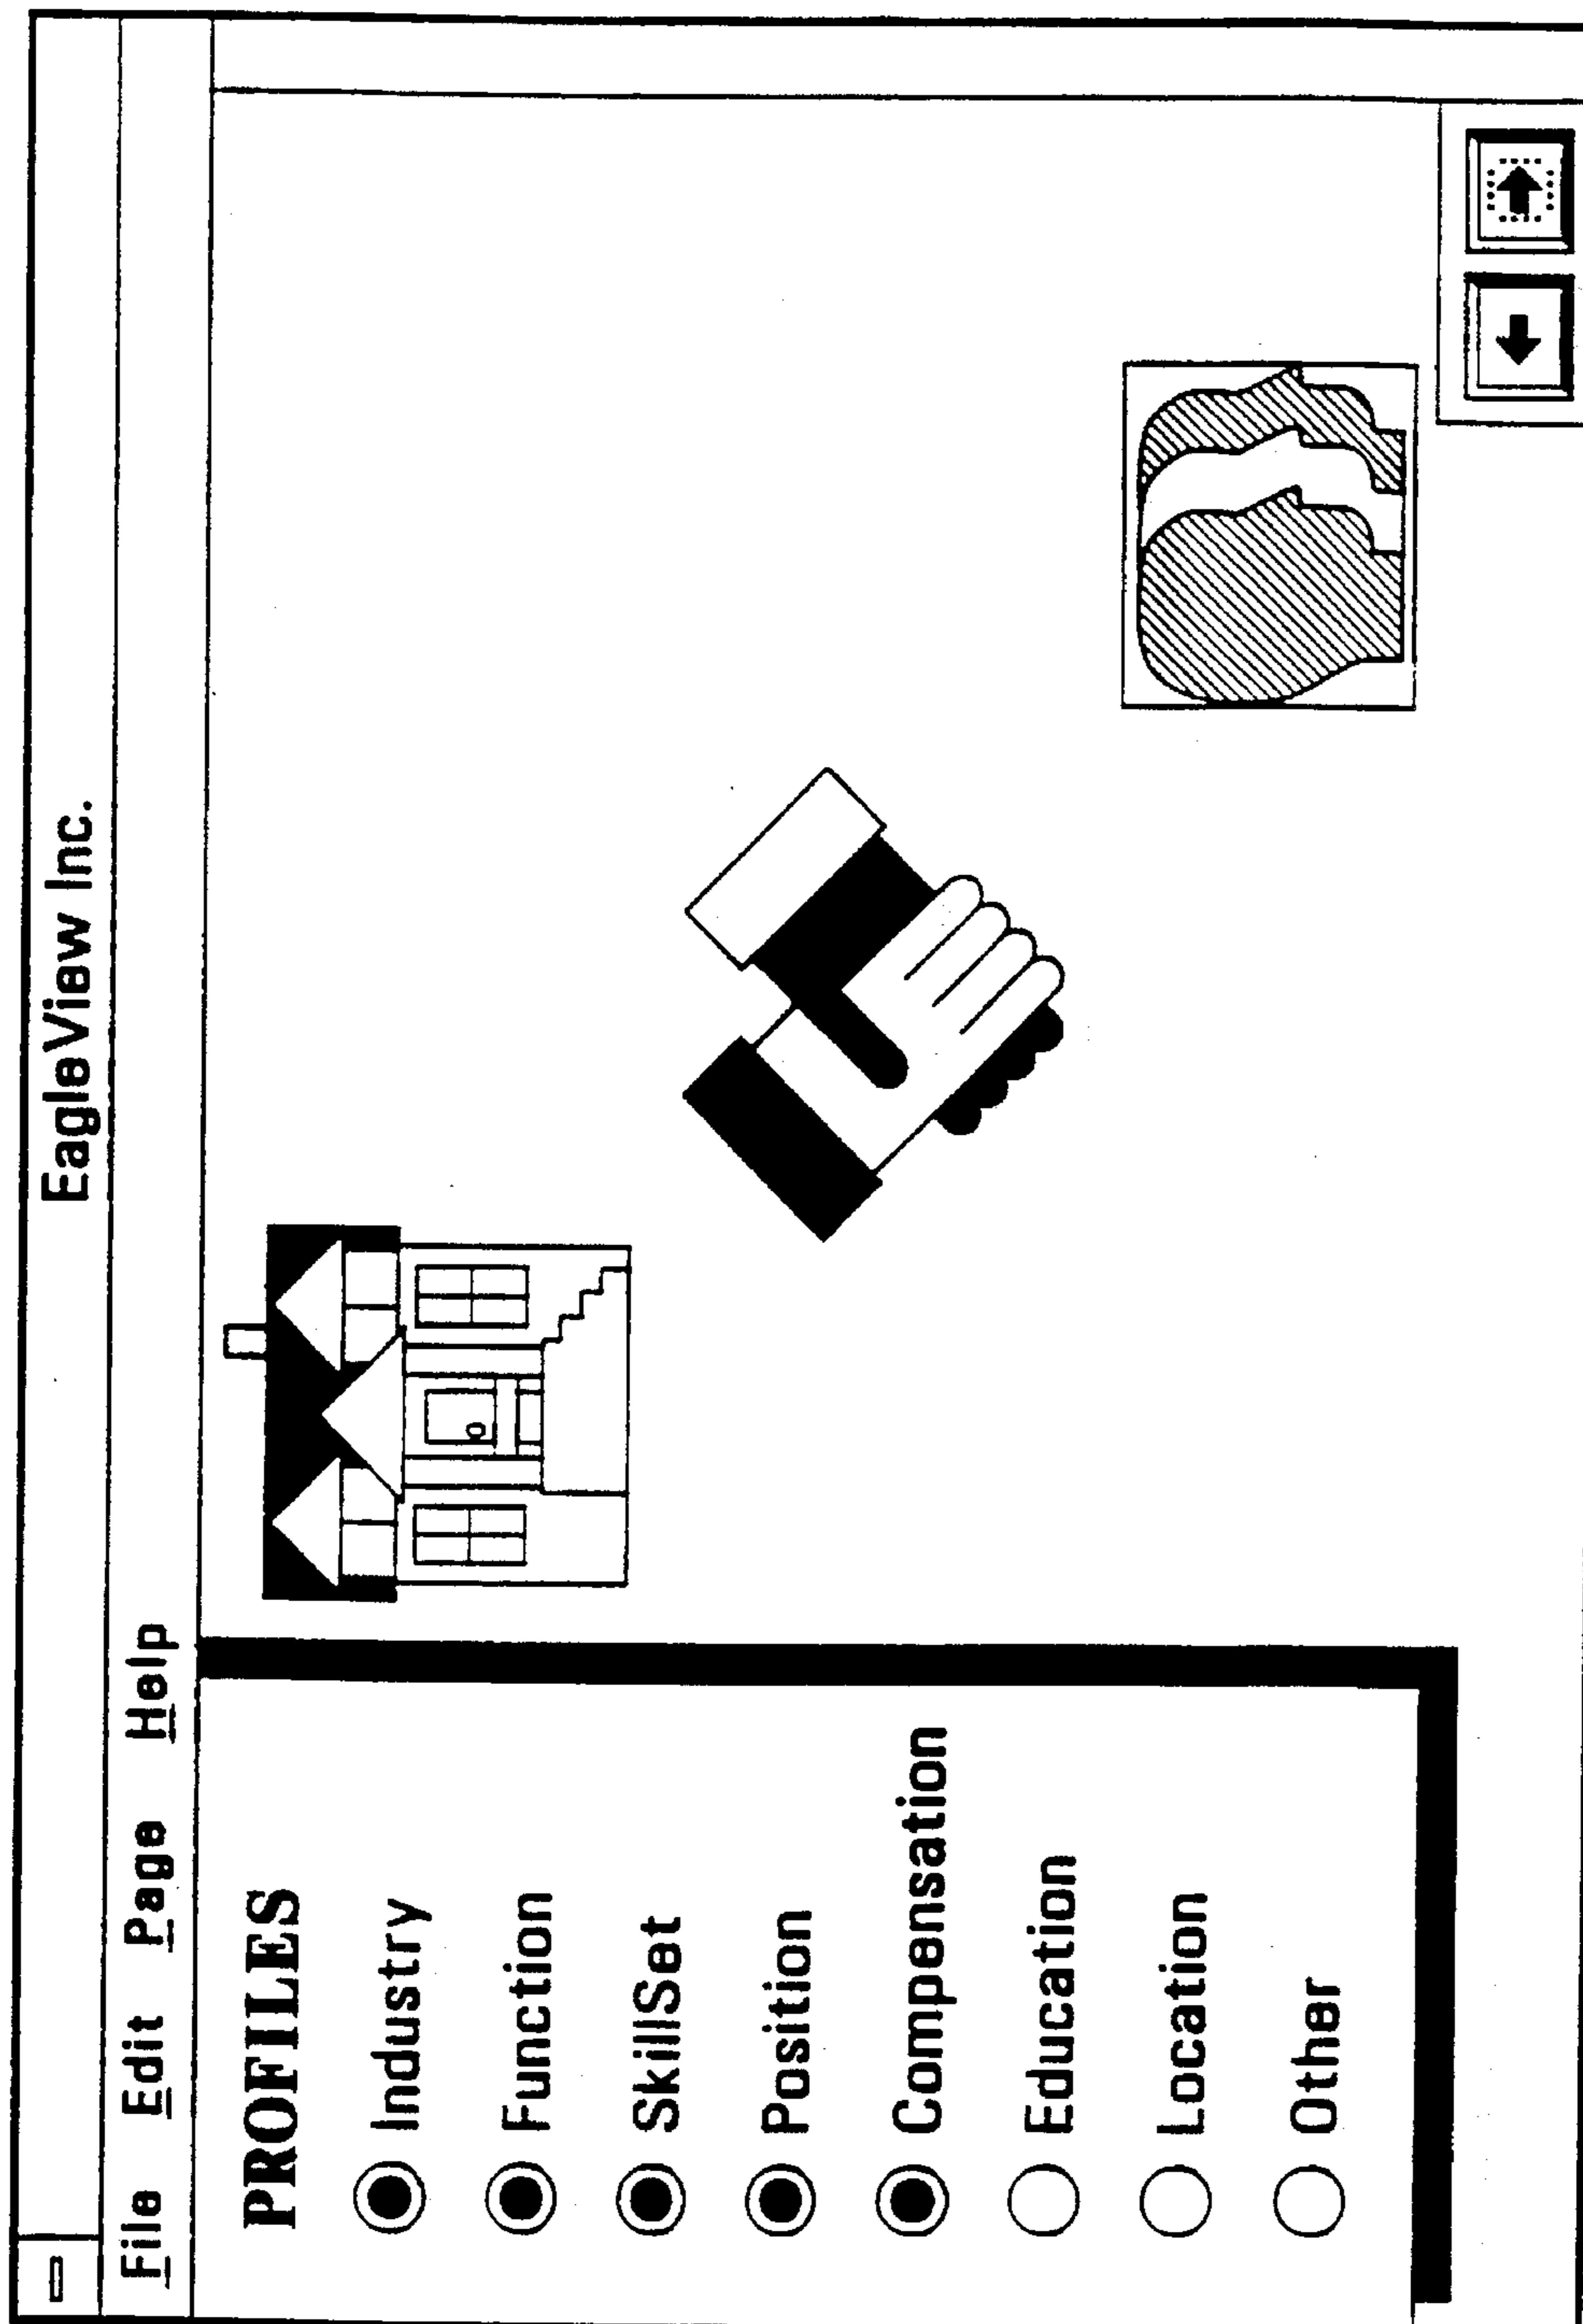 EagleView Inc.
File Edit Page Help
PROFILES
Industry
Function
SkillSet
Position
Compensation
Education
Location
Other